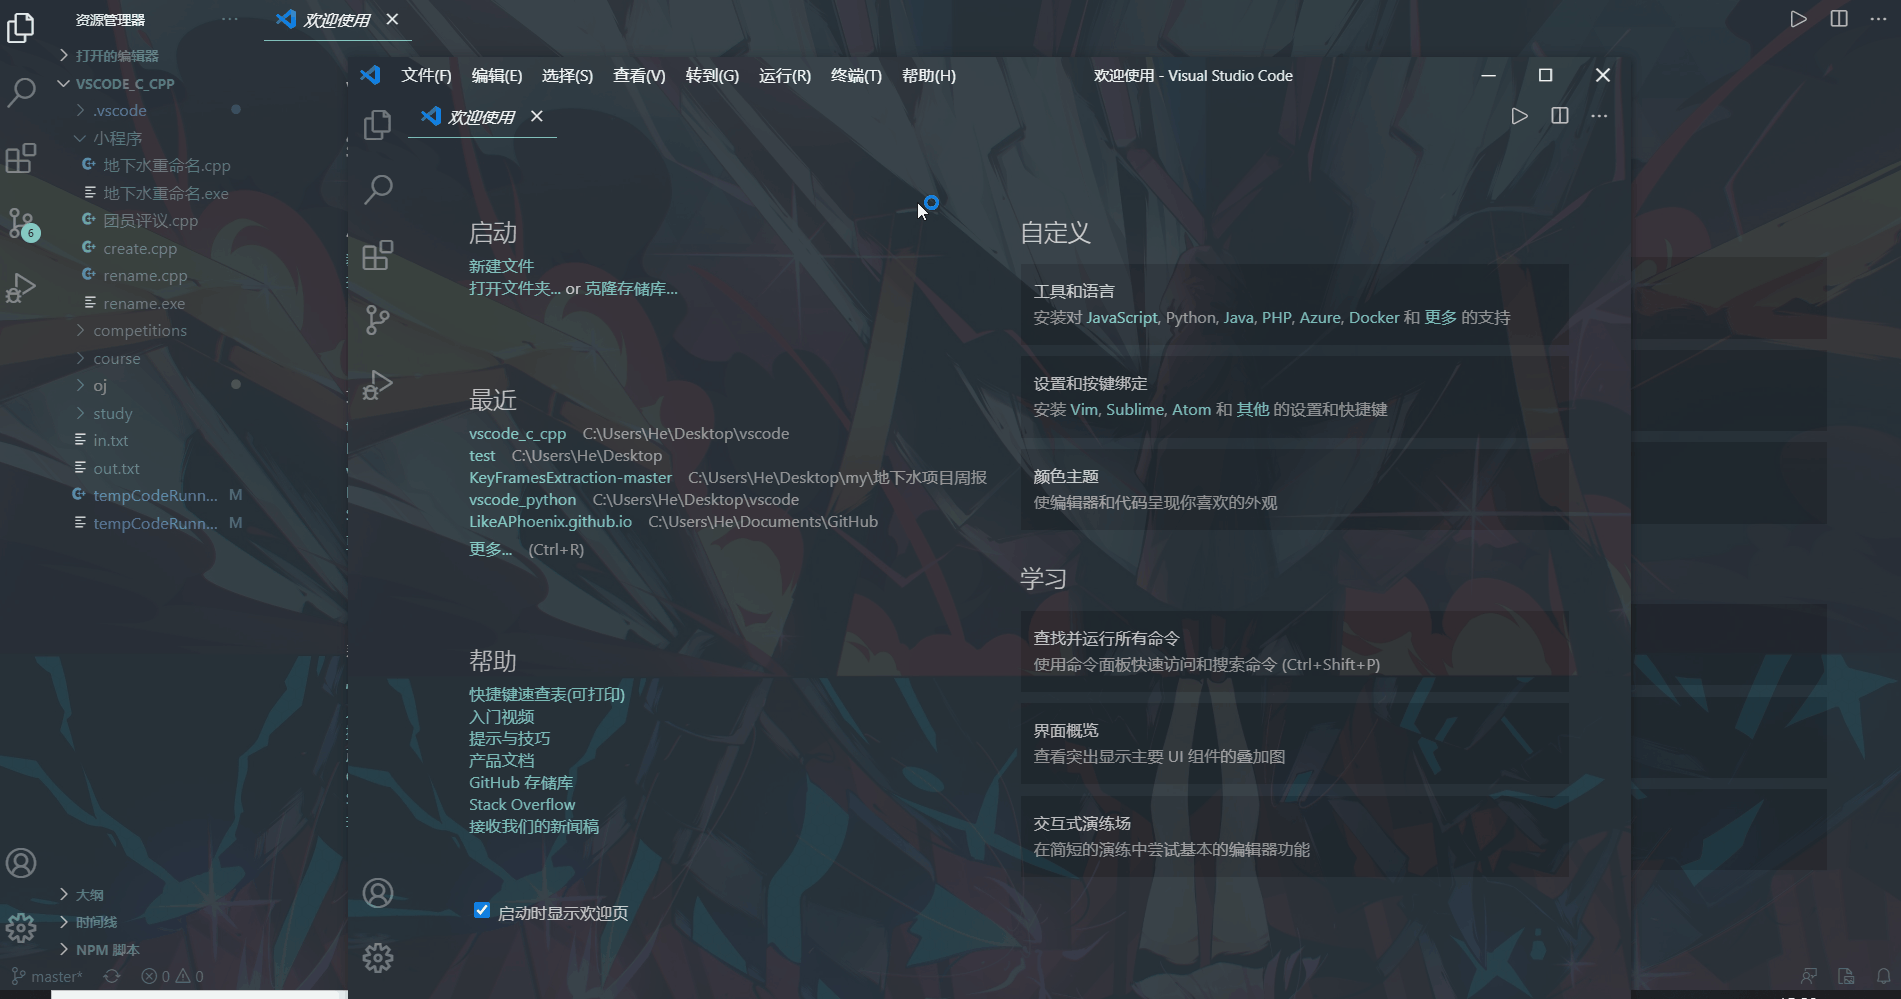 资源管理器
欢迎使用
打开的编辑器
VSCODE_C_CPP
.vscode
小程序
地下水重命名.cpp
地下水重命名.exe
团员评议.cpp
create.cpp
rename.cpp
rename.exe
competitions
course
oj
study
in.txt
out.txt
tempCodeRunn... M
tempCodeRunn... M
6
大纲
时间线
NPM 脚本
master* 0 0
文件(F) 编辑(E) 选择(S) 查看(V) 转到(G) 运行(R) 终端(T) 帮助(H) 欢迎使用 - Visual Studio Code
欢迎使用
启动
新建文件
打开文件夹... or 克隆存储库...
最近
vscode_c_cpp C:\Users\He\Desktop\vscode
test C:\Users\He\Desktop
KeyFramesExtraction-master C:\Users\He\Desktop\my\地下水项目周报
vscode_python C:\Users\He\Desktop\vscode
LikeAPhoenix.github.io C:\Users\He\Documents\GitHub
更多... (Ctrl+R)
帮助
快捷键速查表(可打印)
入门视频
提示与技巧
产品文档
GitHub 存储库
Stack Overflow
接收我们的新闻稿
启动时显示欢迎页
自定义
工具和语言
安装对 JavaScript, Python, Java, PHP, Azure, Docker 和 更多 的支持
设置和按键绑定
安装 Vim, Sublime, Atom 和 其他 的设置和快捷键
颜色主题
使编辑器和代码呈现你喜欢的外观
学习
查找并运行所有命令
使用命令面板快速访问和搜索命令 (Ctrl+Shift+P)
界面概览
查看突出显示主要 UI 组件的叠加图
交互式演练场
在简短的演练中尝试基本的编辑器功能